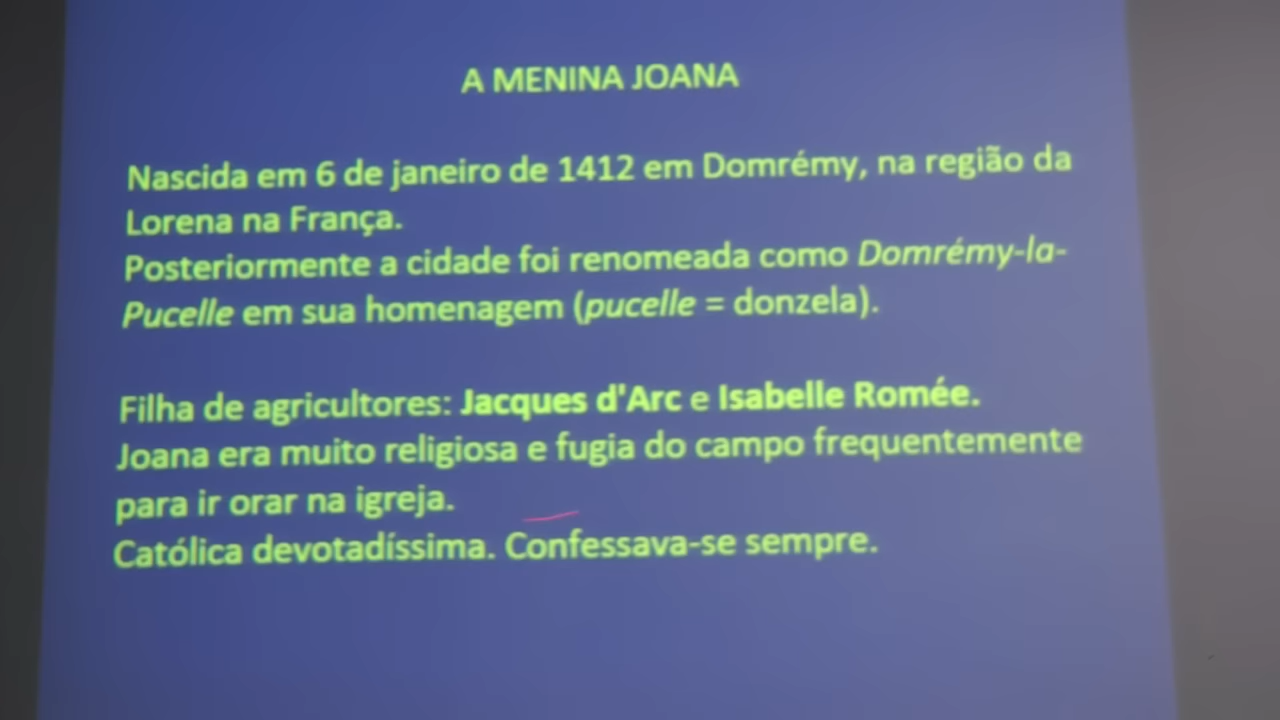 A MENINA JOANA
Nascida em 6 de janeiro de 1412 em Domrémy, na região da
Lorena na França.
Posteriormente a cidade foi renomeada como Domrémy-la-
Pucelle em sua homenagem (pucelle = donzela).
Filha de agricultores: Jacques d'Arc e Isabelle Romée.
Joana era muito religiosa e fugia do campo frequentemente
para ir orar na igreja.
Católica devotadíssima. Confessava-se sempre.